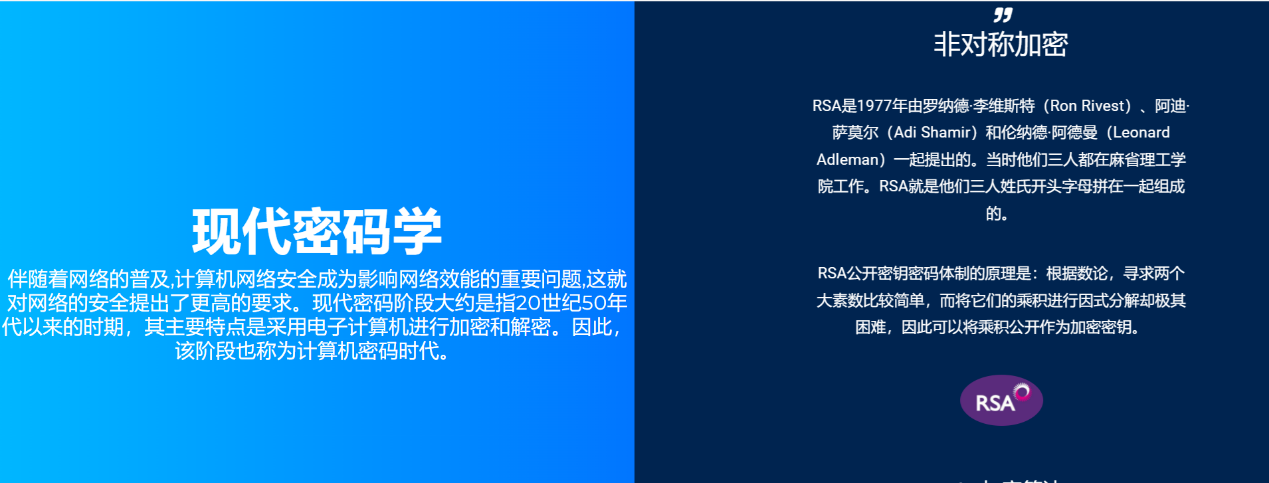 现代密码学
伴随着网络的普及,计算机网络安全成为影响网络效能的重要问题,这就
对网络的安全提出了更高的要求。现代密码阶段大约是指20世纪50年
代以来的时期，其主要特点是采用电子计算机进行加密和解密。因此，
该阶段也称为计算机密码时代。
”
非对称加密
RSA是1977年由罗纳德·李维斯特（Ron Rivest）、阿迪·
萨莫尔（Adi Shamir）和伦纳德·阿德曼（Leonard
Adleman）一起提出的。当时他们三人都在麻省理工学
院工作。RSA就是他们三人姓氏开头字母拼在一起组成
的。
RSA公开密钥密码体制的原理是：根据数论，寻求两个
大素数比较简单，而将它们的乘积进行因式分解却极其
困难，因此可以将乘积公开作为加密密钥。
RSA